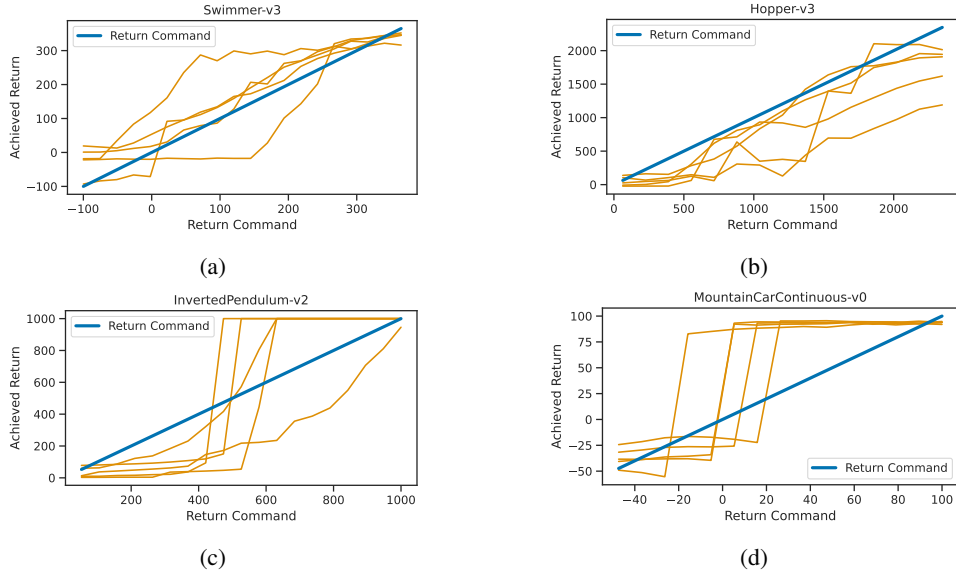 Swimmer-v3
Return Command
Achieved Return
300
200
100
0
−100
−100
0
100
200
300
Return Command
(a)
Hopper-v3
Return Command
Achieved Return
2000
1500
1000
500
0
0
500
1000
1500
2000
Return Command
(b)
InvertedPendulum-v2
Return Command
Achieved Return
1000
800
600
400
200
0
200
400
600
800
1000
Return Command
(c)
MountainCarContinuous-v0
Return Command
Achieved Return
100
75
50
25
0
−25
−50
−40
−20
0
20
40
60
80
100
Return Command
(d)